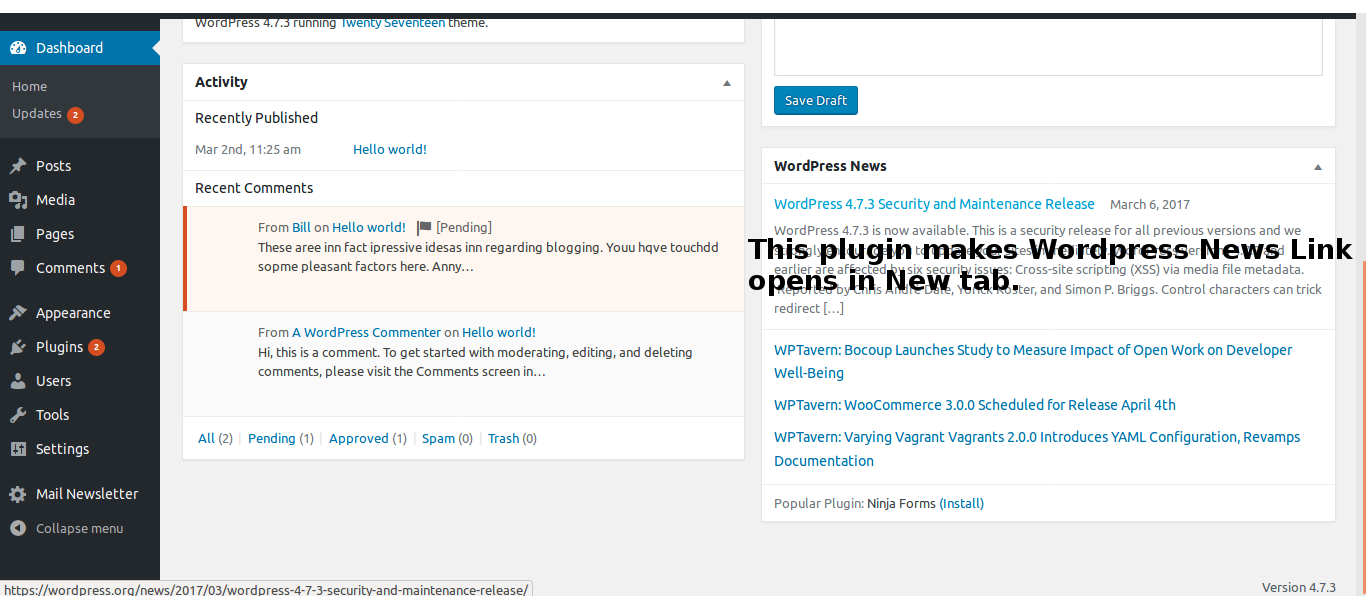 WordPress 4.7.3 running Twenty Seventeen theme.
Dashboard
Home
Updates 2
Posts
Media
Pages
Comments 1
Appearance
Plugins 2
Users
Tools
Settings
Mail Newsletter
Collapse menu
Activity
Recently Published
Mar 2nd, 11:25 am Hello world!
Recent Comments
From Bill on Hello world! [Pending]
These aree inn fact ipressive idesas inn regarding blogging. Youu hqve touchdd
sopme pleasant factors here. Anny…
From A WordPress Commenter on Hello world!
Hi, this is a comment. To get started with moderating, editing, and deleting
comments, please visit the Comments screen in…
All (2) | Pending (1) | Approved (1) | Spam (0) | Trash (0)
Save Draft
WordPress News
WordPress 4.7.3 Security and Maintenance Release March 6, 2017
WordPress 4.7.3 is now available. This is a security release for all previous versions and we
This plugin makes Wordpress News Link
opens in New tab.
earlier are affected by six security issues: Cross-site scripting (XSS) via media file metadata.
Reported by Chris Andre Dale, Yorick Koster, and Simon P. Briggs. Control characters can trick
redirect […]
WPTavern: Bocoup Launches Study to Measure Impact of Open Work on Developer
Well-Being
WPTavern: WooCommerce 3.0.0 Scheduled for Release April 4th
WPTavern: Varying Vagrant Vagrants 2.0.0 Introduces YAML Configuration, Revamps
Documentation
Popular Plugin: Ninja Forms (Install)
Version 4.7.3
https://wordpress.org/news/2017/03/wordpress-4-7-3-security-and-maintenance-release/